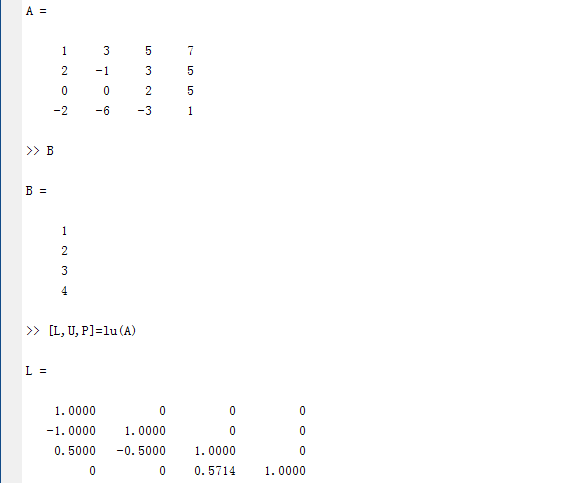 A =
1 3 5 7
2 -1 3 5
0 0 2 5
-2 -6 -3 1
>> B
B =
1
2
3
4
>> [L,U,P]=lu(A)
L =
1.0000 0 0 0
-1.0000 1.0000 0 0
0.5000 -0.5000 1.0000 0
0 0 0.5714 1.0000